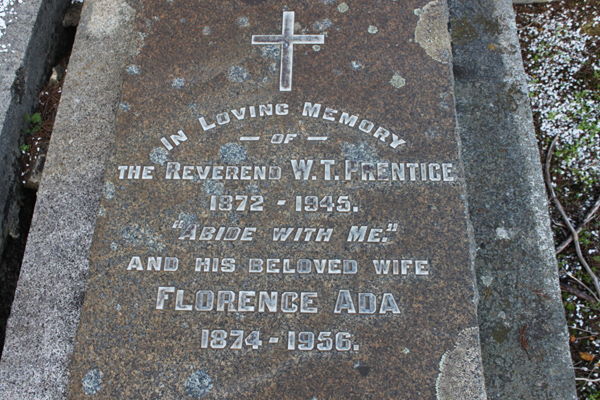 IN LOVING MEMORY
— OF —
THE REVEREND W.T. PRENTICE
1872 - 1945.
"ABIDE WITH ME."
AND HIS BELOVED WIFE
FLORENCE ADA
1874 - 1956.